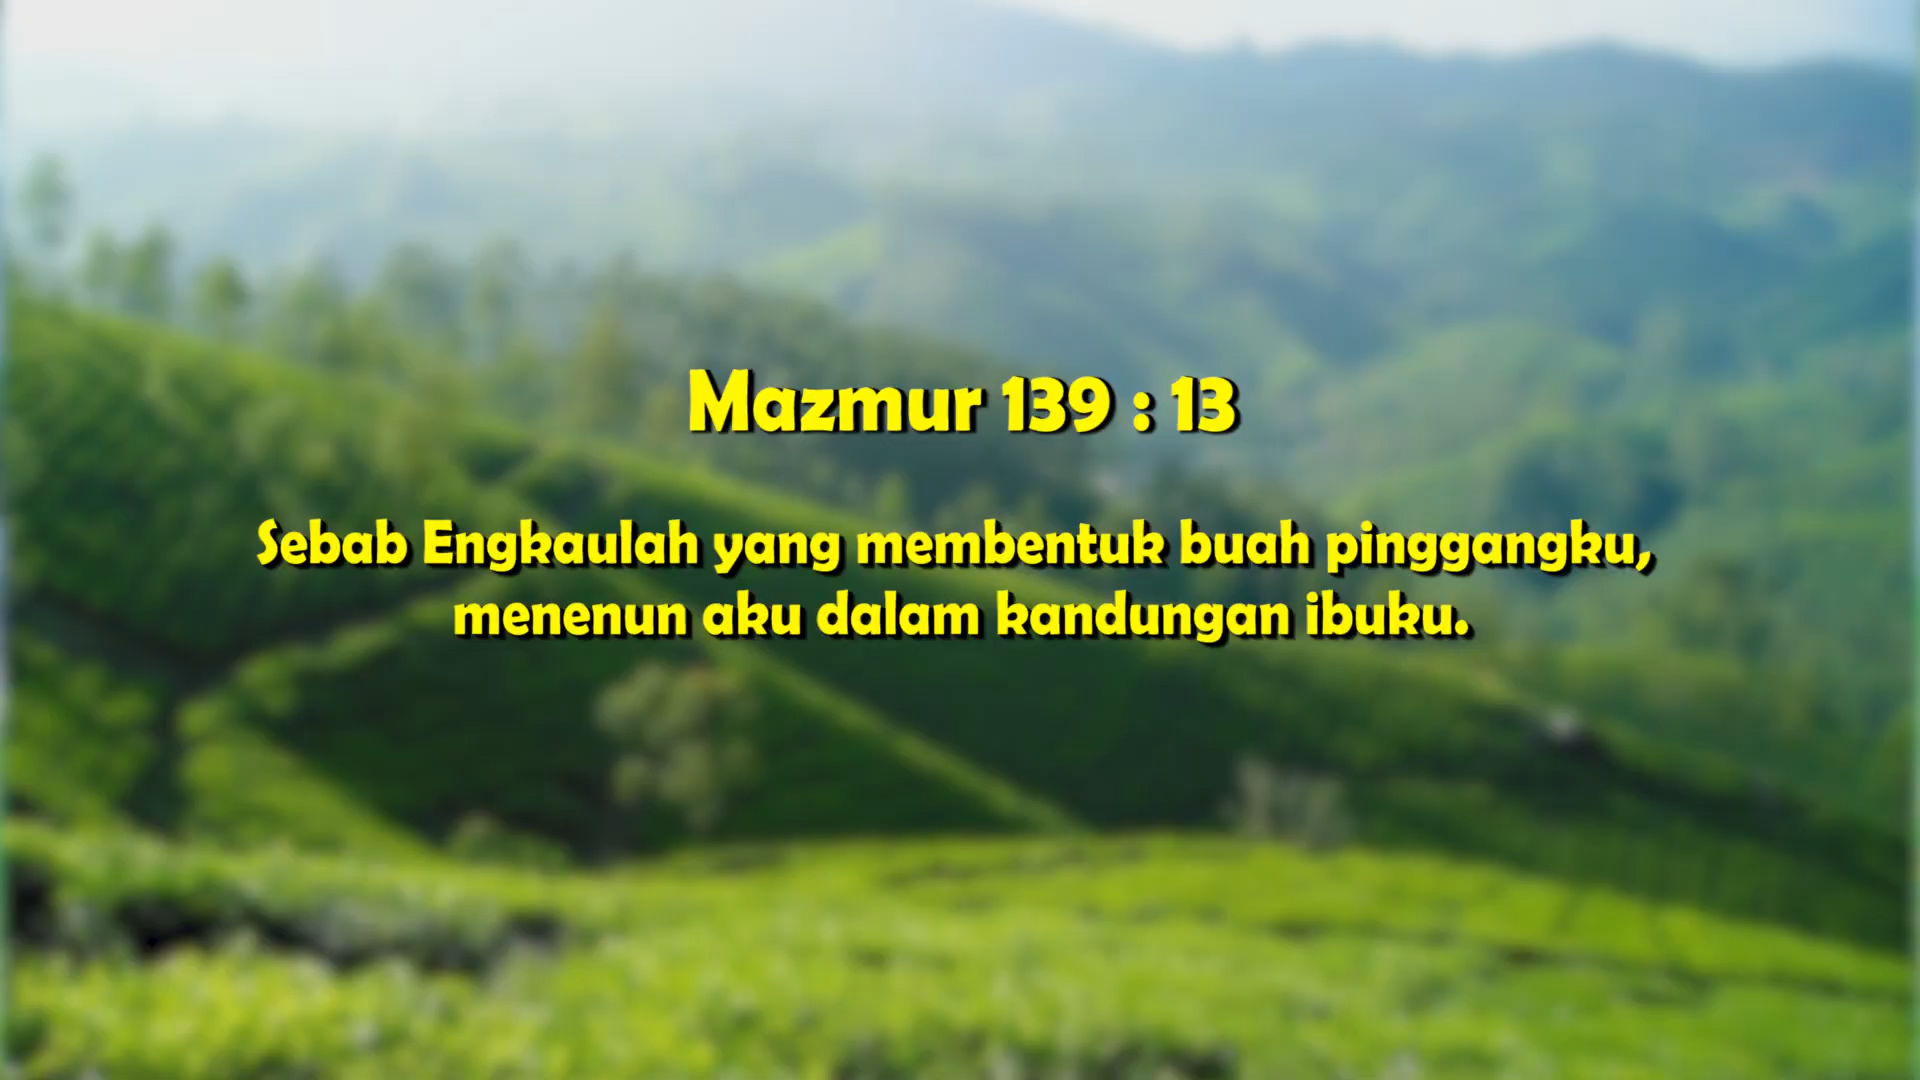 Mazmur 139 : 13
Sebab Engkaulah yang membentuk buah pinggangku,
menenun aku dalam kandungan ibuku.